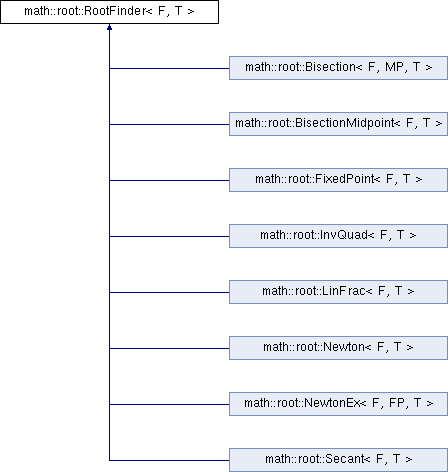 math::root::RootFinder< F, T >
math::root::Bisection< F, MP, T >
math::root::BisectionMidpoint< F, T >
math::root::FixedPoint< F, T >
math::root::InvQuad< F, T >
math::root::LinFrac< F, T >
math::root::Newton< F, T >
math::root::NewtonEx< F, FP, T >
math::root::Secant< F, T >